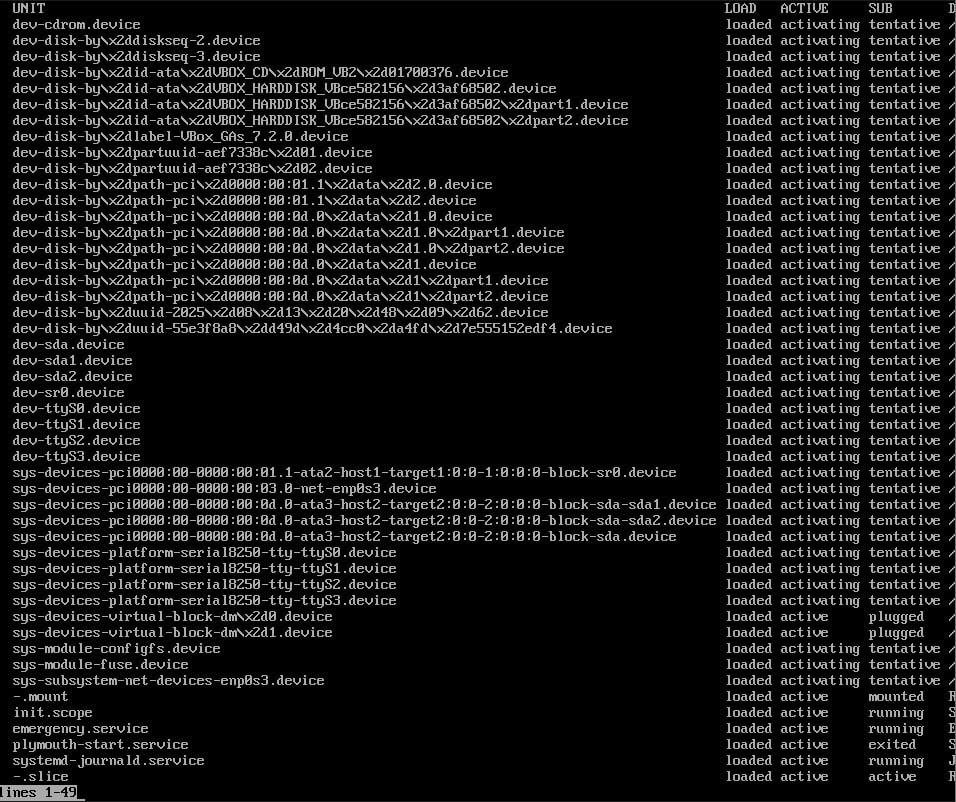 UNIT LOAD ACTIVE SUB D
dev-cdrom.device loaded activating tentative /
dev-disk-by\x2ddiskseq-2.device loaded activating tentative /
dev-disk-by\x2ddiskseq-3.device loaded activating tentative /
dev-disk-by\x2did-ata\x2dVBOX_CD\x2dROM_VB2\x2d01700376.device loaded activating tentative /
dev-disk-by\x2did-ata\x2dVBOX_HARDDISK_VBce582156\x2d3af68502.device loaded activating tentative /
dev-disk-by\x2did-ata\x2dVBOX_HARDDISK_VBce582156\x2d3af68502\x2dpart1.device loaded activating tentative /
dev-disk-by\x2did-ata\x2dVBOX_HARDDISK_VBce582156\x2d3af68502\x2dpart2.device loaded activating tentative /
dev-disk-by\x2dlabel-VBox_GAs_7.2.0.device loaded activating tentative /
dev-disk-by\x2dpartuuid-aef7338c\x2d01.device loaded activating tentative /
dev-disk-by\x2dpartuuid-aef7338c\x2d02.device loaded activating tentative /
dev-disk-by\x2dpath-pci\x2d0000:00:01.1\x2data\x2d2.0.device loaded activating tentative /
dev-disk-by\x2dpath-pci\x2d0000:00:01.1\x2data\x2d2.device loaded activating tentative /
dev-disk-by\x2dpath-pci\x2d0000:00:0d.0\x2data\x2d1.0.device loaded activating tentative /
dev-disk-by\x2dpath-pci\x2d0000:00:0d.0\x2data\x2d1.0\x2dpart1.device loaded activating tentative /
dev-disk-by\x2dpath-pci\x2d0000:00:0d.0\x2data\x2d1.0\x2dpart2.device loaded activating tentative /
dev-disk-by\x2dpath-pci\x2d0000:00:0d.0\x2data\x2d1.device loaded activating tentative /
dev-disk-by\x2dpath-pci\x2d0000:00:0d.0\x2data\x2d1\x2dpart1.device loaded activating tentative /
dev-disk-by\x2dpath-pci\x2d0000:00:0d.0\x2data\x2d1\x2dpart2.device loaded activating tentative /
dev-disk-by\x2duuid-2025\x2d08\x2d13\x2d20\x2d48\x2d09\x2d62.device loaded activating tentative /
dev-disk-by\x2duuid-55e3f8a8\x2dd49d\x2d4cc0\x2da4fd\x2d7e555152edf4.device loaded activating tentative /
dev-sda.device loaded activating tentative /
dev-sda1.device loaded activating tentative /
dev-sda2.device loaded activating tentative /
dev-sr0.device loaded activating tentative /
dev-ttyS0.device loaded activating tentative /
dev-ttyS1.device loaded activating tentative /
dev-ttyS2.device loaded activating tentative /
dev-ttyS3.device loaded activating tentative /
sys-devices-pci0000:00-0000:00:01.1-ata2-host1-target1:0:0-1:0:0:0-block-sr0.device loaded activating tentative /
sys-devices-pci0000:00-0000:00:03.0-net-enp0s3.device loaded activating tentative /
sys-devices-pci0000:00-0000:00:0d.0-ata3-host2-target2:0:0-2:0:0:0-block-sda-sda1.device loaded activating tentative /
sys-devices-pci0000:00-0000:00:0d.0-ata3-host2-target2:0:0-2:0:0:0-block-sda-sda2.device loaded activating tentative /
sys-devices-pci0000:00-0000:00:0d.0-ata3-host2-target2:0:0-2:0:0:0-block-sda.device loaded activating tentative /
sys-devices-platform-serial8250-tty-ttyS0.device loaded activating tentative /
sys-devices-platform-serial8250-tty-ttyS1.device loaded activating tentative /
sys-devices-platform-serial8250-tty-ttyS2.device loaded activating tentative /
sys-devices-platform-serial8250-tty-ttyS3.device loaded activating tentative /
sys-devices-virtual-block-dm\x2d0.device loaded active plugged /
sys-devices-virtual-block-dm\x2d1.device loaded active plugged /
sys-module-configfs.device loaded activating tentative /
sys-module-fuse.device loaded activating tentative /
sys-subsystem-net-devices-enp0s3.device loaded activating tentative /
-.mount loaded active mounted R
init.scope loaded active running S
emergency.service loaded active running E
plymouth-start.service loaded active exited S
systemd-journald.service loaded active running J
-.slice loaded active active R
lines 1-49